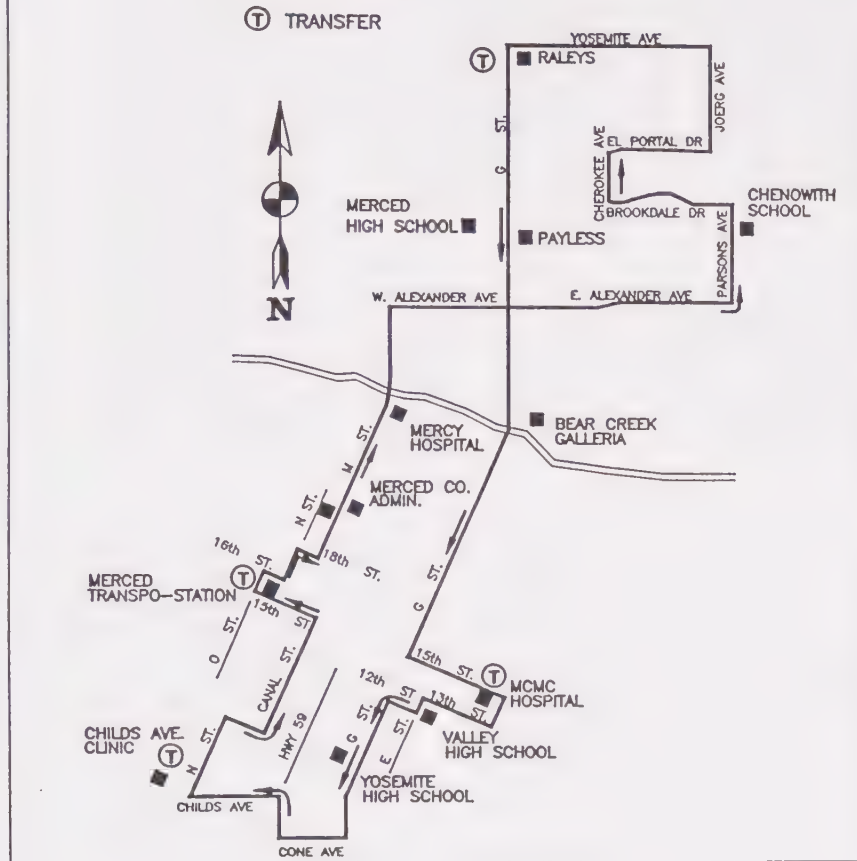 T TRANSFER
YOSEMITE AVE
T
RALEYS
G ST.
JOERG AVE
CHEROKEE AVE
EL PORTAL DR
BROOKDALE DR
CHENOWITH
SCHOOL
MERCED
HIGH SCHOOL
PAYLESS
PARSONS AVE
N
W. ALEXANDER AVE
E. ALEXANDER AVE
MERCY
HOSPITAL
BEAR CREEK
GALLERIA
M ST.
N ST.
MERCED CO.
ADMIN.
16th ST.
18th ST.
MERCED
TRANSPO-STATION
T
15th ST
G ST.
O ST.
CANAL ST.
15th ST.
T
MCMC
HOSPITAL
12th ST
13th ST
HWY 59
G ST.
E ST.
VALLEY
HIGH SCHOOL
CHILDS AVE.
CLINIC
T
N ST.
YOSEMITE
HIGH SCHOOL
CHILDS AVE
CONE AVE